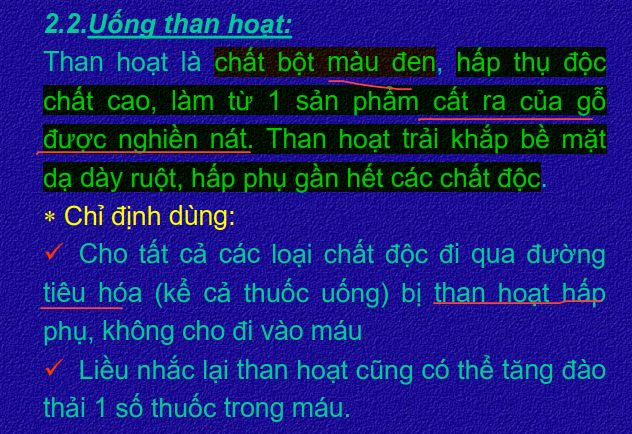 2.2.Uống than hoạt:
Than hoạt là chất bột màu đen, hấp thụ độc
chất cao, làm từ 1 sản phẩm cất ra của gỗ
được nghiền nát. Than hoạt trải khắp bề mặt
dạ dày ruột, hấp phụ gần hết các chất độc.
* Chỉ định dùng:
✓ Cho tất cả các loại chất độc đi qua đường
tiêu hóa (kể cả thuốc uống) bị than hoạt hấp
phụ, không cho đi vào máu
✓ Liều nhắc lại than hoạt cũng có thể tăng đào
thải 1 số thuốc trong máu.